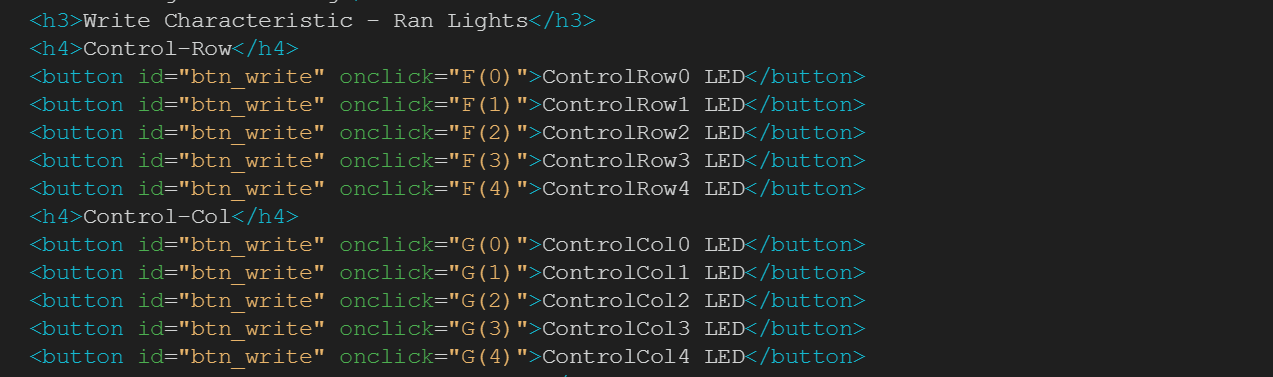 <h3>Write Characteristic - Ran Lights</h3>
<h4>Control-Row</h4>
<button id="btn_write" onclick="F(0)">ControlRow0 LED</button>
<button id="btn_write" onclick="F(1)">ControlRow1 LED</button>
<button id="btn_write" onclick="F(2)">ControlRow2 LED</button>
<button id="btn_write" onclick="F(3)">ControlRow3 LED</button>
<button id="btn_write" onclick="F(4)">ControlRow4 LED</button>
<h4>Control-Col</h4>
<button id="btn_write" onclick="G(0)">ControlCol0 LED</button>
<button id="btn_write" onclick="G(1)">ControlCol1 LED</button>
<button id="btn_write" onclick="G(2)">ControlCol2 LED</button>
<button id="btn_write" onclick="G(3)">ControlCol3 LED</button>
<button id="btn_write" onclick="G(4)">ControlCol4 LED</button>